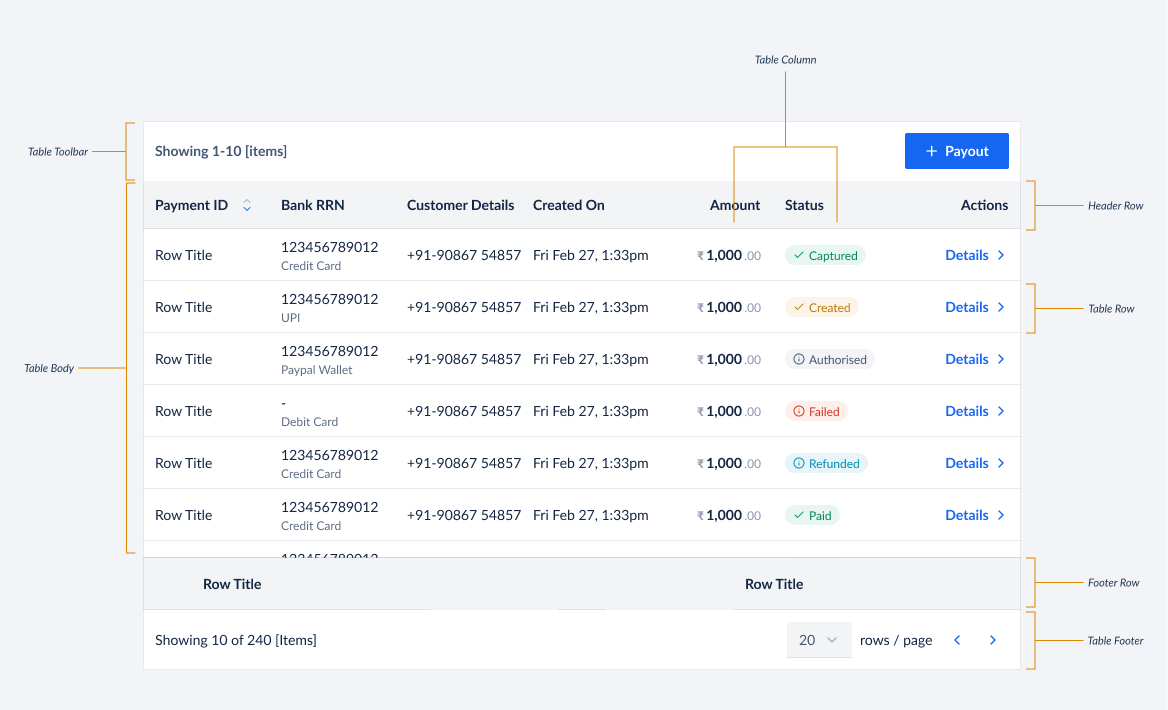 Table Column
Table Toolbar
Showing 1-10 [items]
+ Payout
Payment ID Bank RRN Customer Details Created On Amount Status Actions
Header Row
Row Title 123456789012 +91-90867 54857 Fri Feb 27, 1:33pm ₹1,000.00 Captured Details
Credit Card
Row Title 123456789012 +91-90867 54857 Fri Feb 27, 1:33pm ₹1,000.00 Created Details
UPI
Table Row
Row Title 123456789012 +91-90867 54857 Fri Feb 27, 1:33pm ₹1,000.00 Authorised Details
Paypal Wallet
Table Body
Row Title - +91-90867 54857 Fri Feb 27, 1:33pm ₹1,000.00 Failed Details
Debit Card
Row Title 123456789012 +91-90867 54857 Fri Feb 27, 1:33pm ₹1,000.00 Refunded Details
Credit Card
Row Title 123456789012 +91-90867 54857 Fri Feb 27, 1:33pm ₹1,000.00 Paid Details
Credit Card
123456789012
Row Title Row Title
Footer Row
Showing 10 of 240 [Items] 20 rows / page
Table Footer